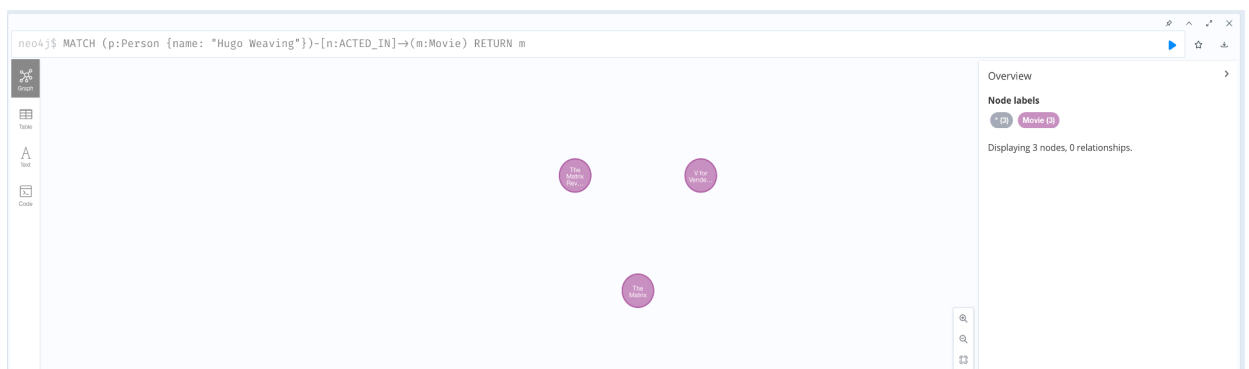 neo4j$ MATCH (p:Person {name: "Hugo Weaving"})-[n:ACTED_IN]→(m:Movie) RETURN m
Graph
Table
Text
Code
The
Matrix
Rev...
V for
Vende...
The
Matrix
Overview
Node labels
* (3) Movie (3)
Displaying 3 nodes, 0 relationships.